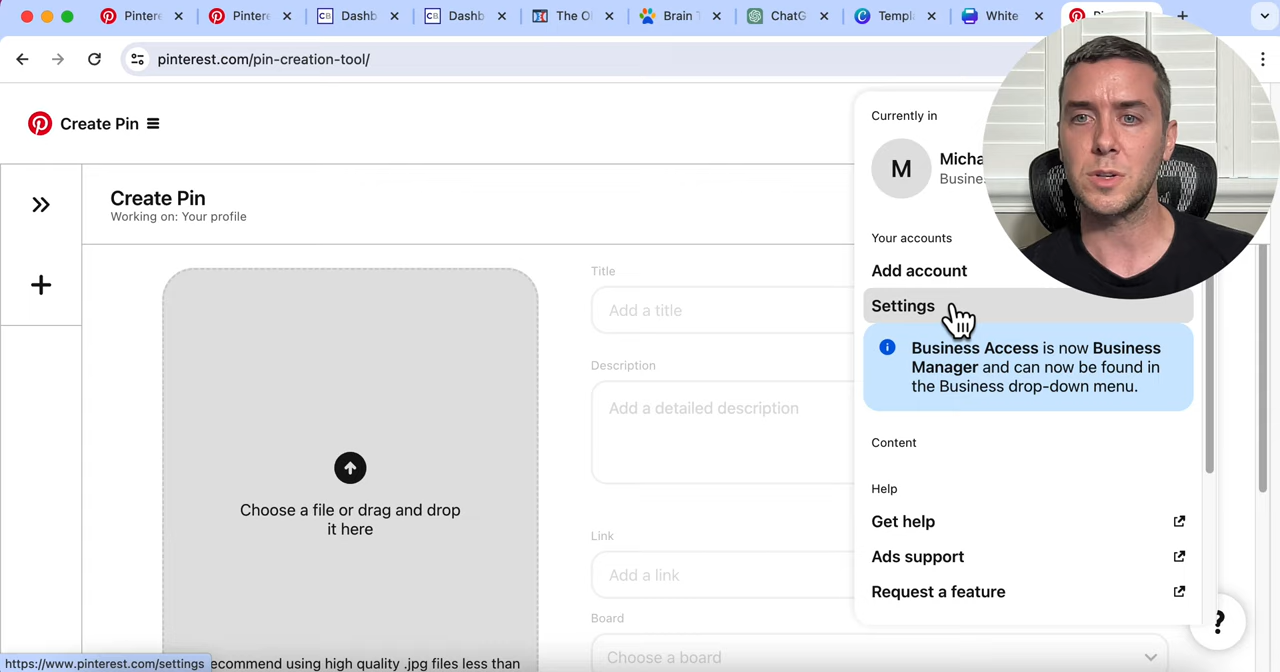 Pinter
Pinter
Dashb
Dashb
The O
Brain
ChatG
Templ
White
pinterest.com/pin-creation-tool/
Create Pin
Currently in
M
Micha
Busine
Create Pin
Working on: Your profile
Your accounts
Add account
Settings
Business Access is now Business
Manager and can now be found in
the Business drop-down menu.
Content
Help
Get help
Ads support
Request a feature
Title
Add a title
Description
Add a detailed description
Link
Add a link
Board
Choose a board
Choose a file or drag and drop
it here
ecommend using high quality .jpg files less than
https://www.pinterest.com/settings
?